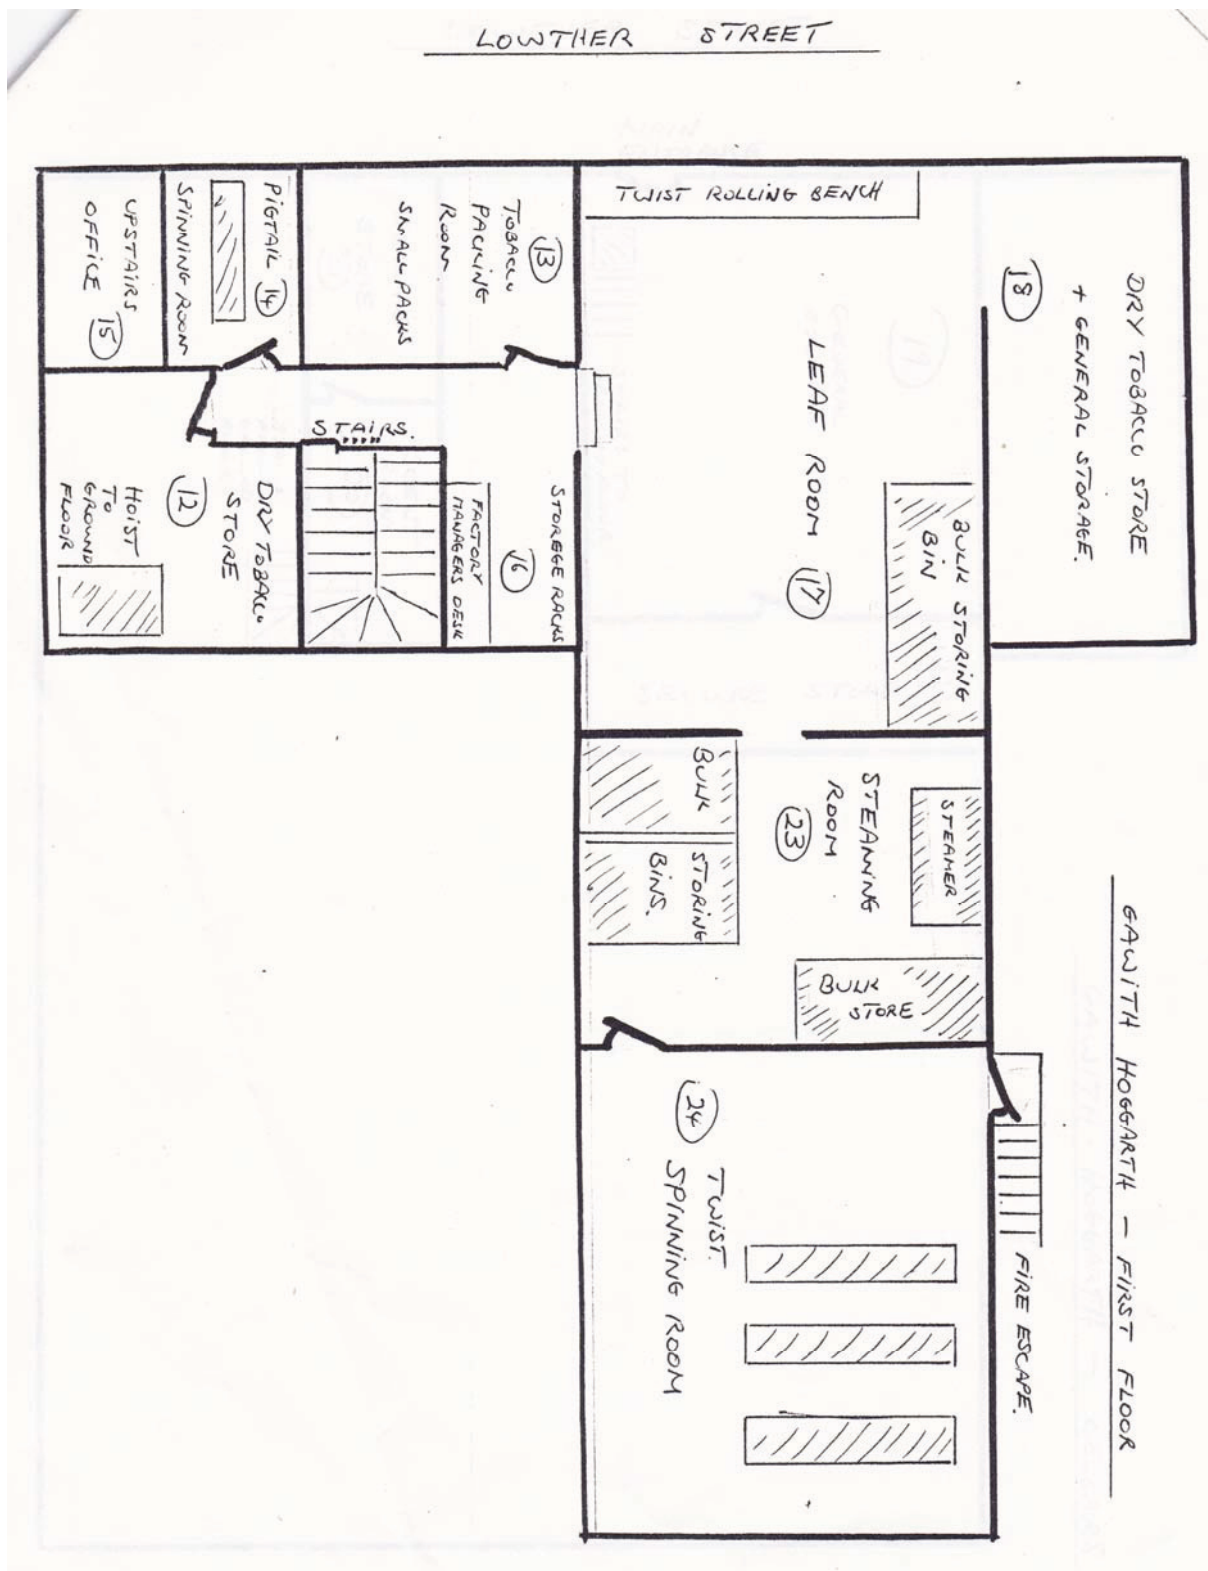 LOWTHER STREET
TWIST ROLLING BENCH
UPSTAIRS
OFFICE
15
PIGTAIL 14
SPINNING ROOM
13
TOBACCO
PACKING
ROOM
SMALL PACKS
18
DRY TOBACCO STORE
+ GENERAL STORAGE.
LEAF ROOM 17
STAIRS.
DRY TOBACCO
STORE
12
HOIST
TO
GROUND
FLOOR
FACTORY
MANAGERS DESK
16
STOREGE RACKS
BULK STORING
BIN
BULK
STORING
BINS.
STEANNING
ROOM
23
STEAMER
BULK
STORE
24
TWIST.
SPINNING ROOM
FIRE ESCAPE.
GAWITH HOGGARTH - FIRST FLOOR